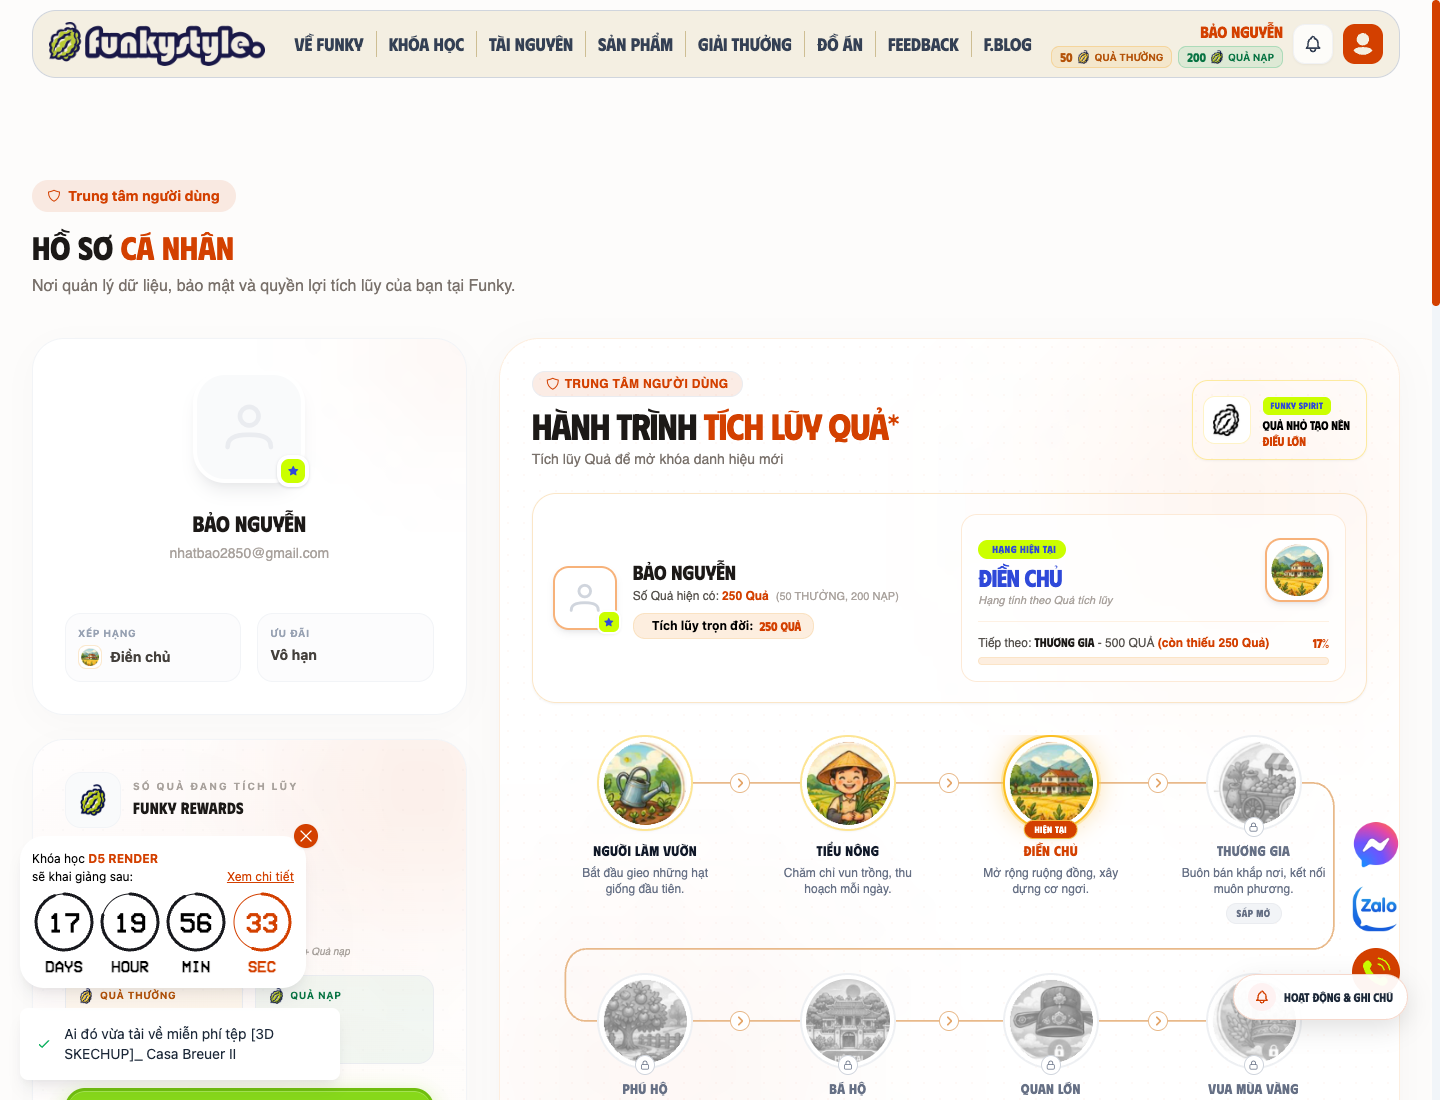 funkystyle.
VỀ FUNKY
KHÓA HỌC
TÀI NGUYÊN
SẢN PHẨM
GIẢI THƯỞNG
ĐỒ ÁN
FEEDBACK
F.BLOG
BẢO NGUYỄN
50 QUẢ THƯỞNG
200 QUẢ NẠP
Trung tâm người dùng
HỒ SƠ CÁ NHÂN
Nơi quản lý dữ liệu, bảo mật và quyền lợi tích lũy của bạn tại Funky.
BẢO NGUYỄN
nhatbao2850@gmail.com
XẾP HẠNG
Điền chủ
ƯU ĐÃI
Vô hạn
SỐ QUẢ ĐANG TÍCH LŨY
FUNKY REWARDS
+ Quả nạp
QUẢ THƯỞNG
QUẢ NẠP
Khóa học D5 RENDER
sẽ khai giảng sau:
Xem chi tiết
17
19
56
33
DAYS
HOUR
MIN
SEC
Ai đó vừa tải về miễn phí tệp [3D
SKECHUP]_ Casa Breuer II
TRUNG TÂM NGƯỜI DÙNG
HÀNH TRÌNH TÍCH LŨY QUẢ*
Tích lũy Quả để mở khóa danh hiệu mới
FUNKY SPIRIT
QUẢ NHỎ TẠO NÊN
ĐIỀU LỚN
BẢO NGUYỄN
Số Quả hiện có: 250 Quả (50 THƯỞNG, 200 NẠP)
Tích lũy trọn đời: 250 QUẢ
HẠNG HIỆN TẠI
ĐIỀN CHỦ
Hạng tính theo Quả tích lũy
Tiếp theo: THƯƠNG GIA - 500 QUẢ (còn thiếu 250 Quả)
17%
NGƯỜI LÀM VƯỜN
Bắt đầu gieo những hạt
giống đầu tiên.
TIỂU NÔNG
Chăm chỉ vun trồng, thu
hoạch mỗi ngày.
HIỆN TẠI
ĐIỀN CHỦ
Mở rộng ruộng đồng, xây
dựng cơ ngơi.
THƯƠNG GIA
Buôn bán khắp nơi, kết nối
muôn phương.
SẮP MỞ
PHÚ HỘ
BÁ HỘ
QUAN LỚN
VUA MÙA VÀNG
Zalo
HOẠT ĐỘNG & GHI CHÚ